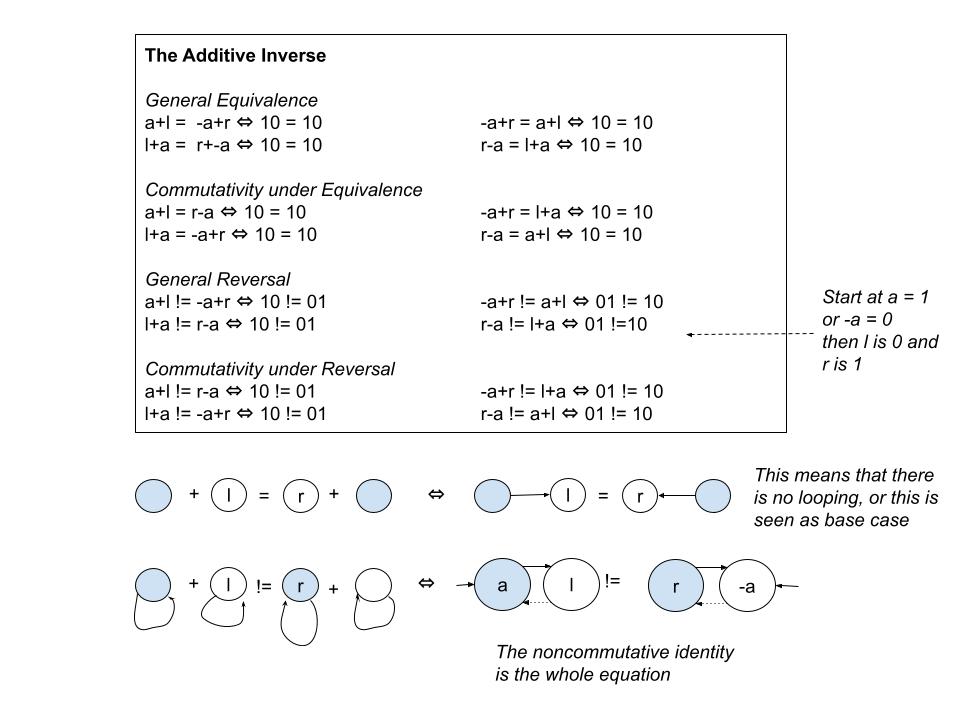 The Additive Inverse
General Equivalence
a+l = -a+r ⇔ 10 = 10
-a+r = a+l ⇔ 10 = 10
l+a = r+-a ⇔ 10 = 10
r-a = l+a ⇔ 10 = 10
Commutativity under Equivalence
a+l = r-a ⇔ 10 = 10
-a+r = l+a ⇔ 10 = 10
l+a = -a+r ⇔ 10 = 10
r-a = a+l ⇔ 10 = 10
General Reversal
a+l != -a+r ⇔ 10 != 01
-a+r != a+l ⇔ 01 != 10
l+a != r-a ⇔ 10 != 01
r-a != l+a ⇔ 01 !=10
Commutativity under Reversal
a+l != r-a ⇔ 10 != 01
-a+r != l+a ⇔ 01 != 10
l+a != -a+r ⇔ 10 != 01
r-a != a+l ⇔ 01 != 10
Start at a = 1
or -a = 0
then l is 0 and
r is 1
+ l = r + ⇔ l = r
This means that there
is no looping, or this is
seen as base case
+ l != r + ⇔ a l != r -a
The noncommutative identity
is the whole equation